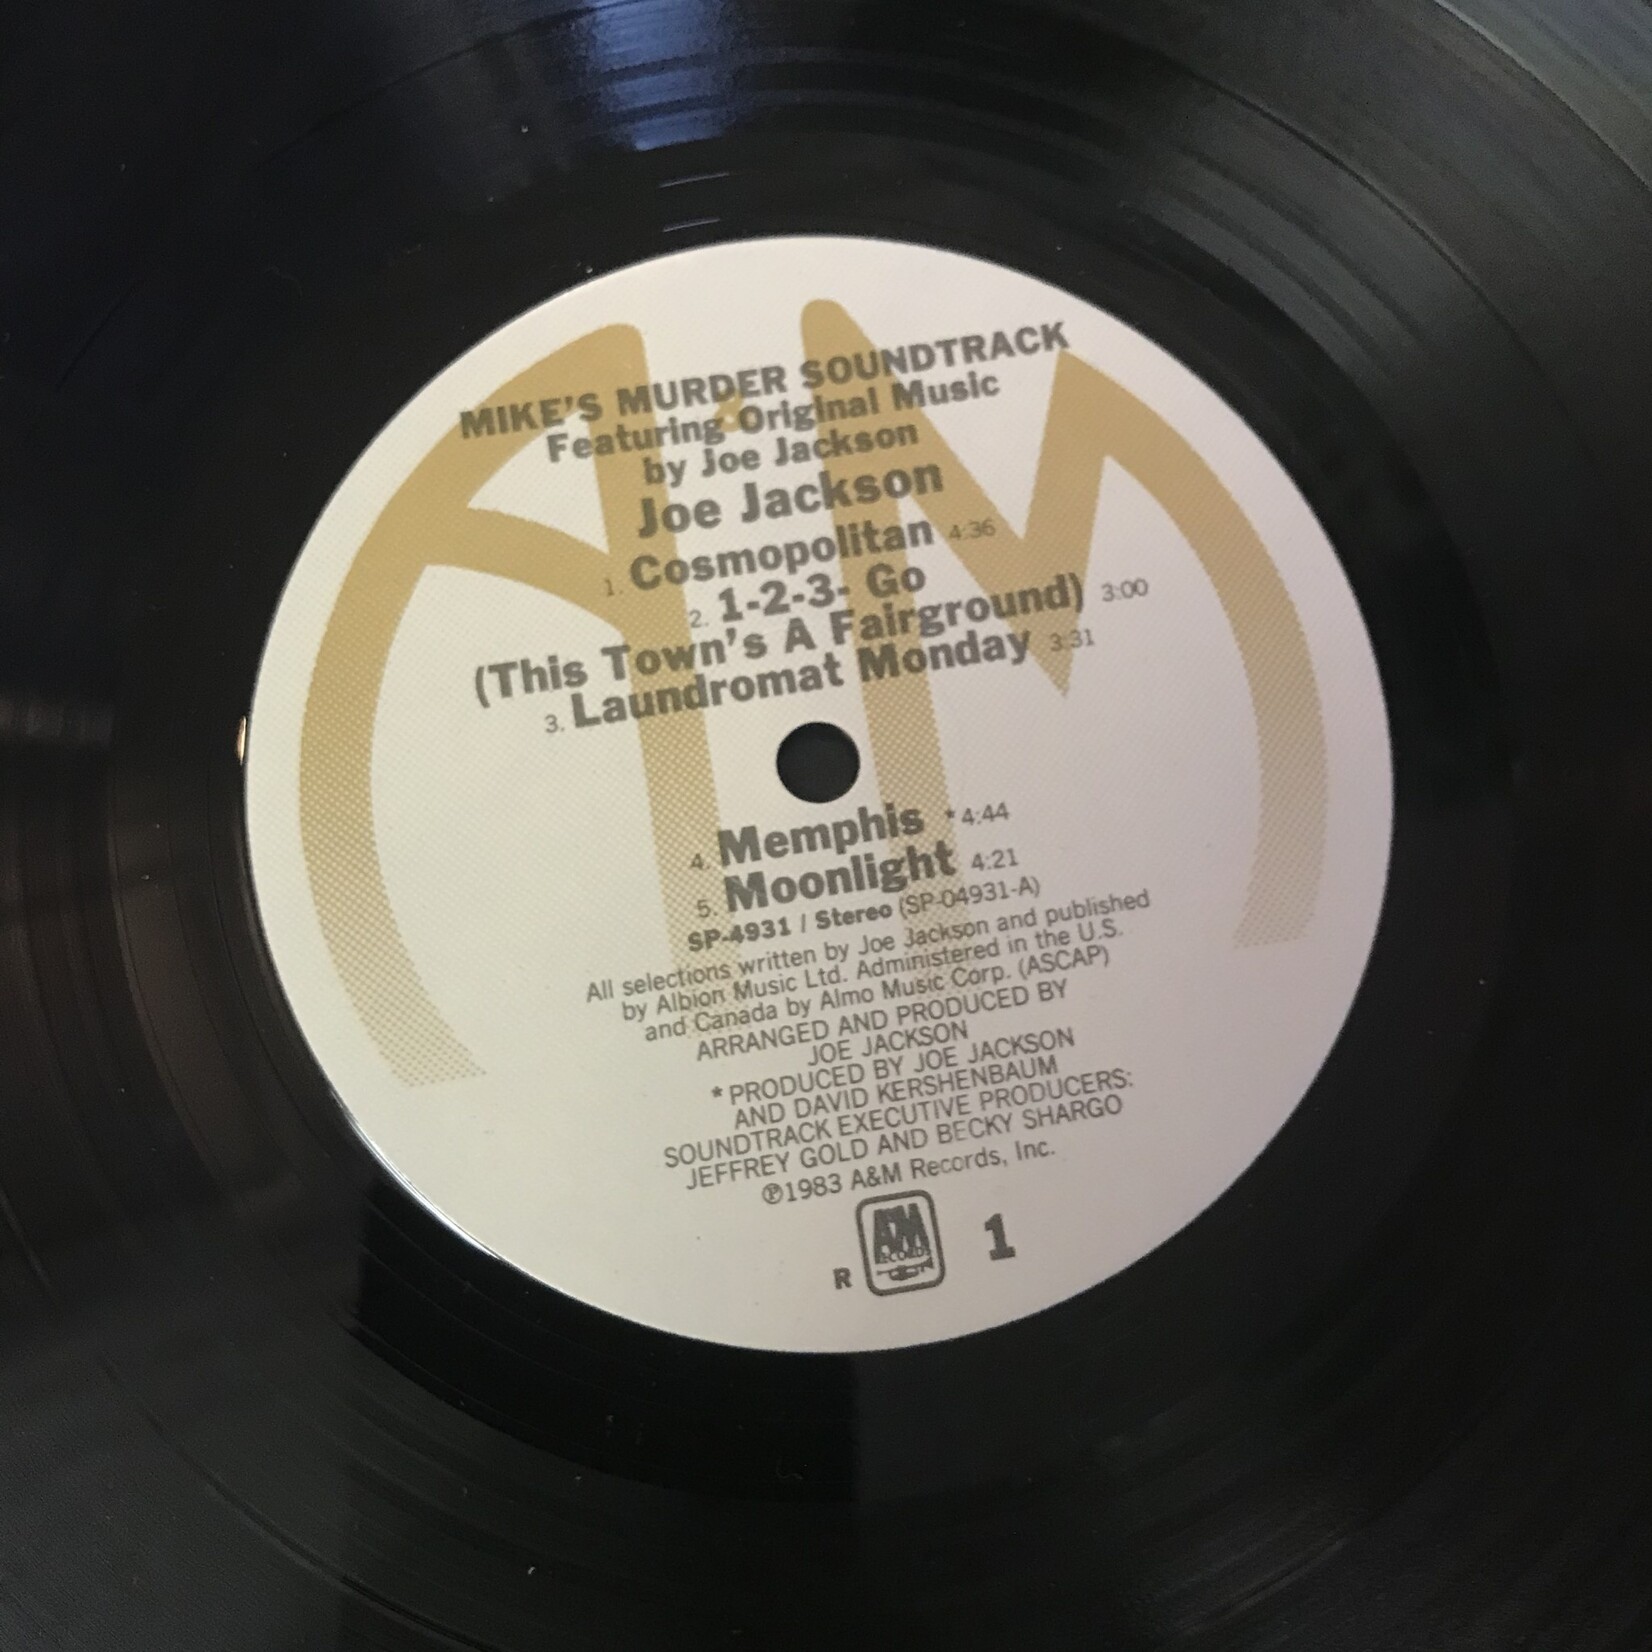 MIKE'S MURDER SOUNDTRACK
Featuring Original Music
by Joe Jackson
Joe Jackson
1. Cosmopolitan 4:36
2. 1-2-3- Go
(This Town's A Fairground) 3:00
3. Laundromat Monday 3:31
4. Memphis *4:44
5. Moonlight 4:21
SP-4931 / Stereo (SP-04931-A)
All selections written by Joe Jackson and published
by Albion Music Ltd. Administered in the U.S.
and Canada by Almo Music Corp. (ASCAP)
ARRANGED AND PRODUCED BY
JOE JACKSON
* PRODUCED BY JOE JACKSON
AND DAVID KERSHENBAUM
SOUNDTRACK EXECUTIVE PRODUCERS:
JEFFREY GOLD AND BECKY SHARGO
℗1983 A&M Records, Inc.
R A&M RECORDS 1